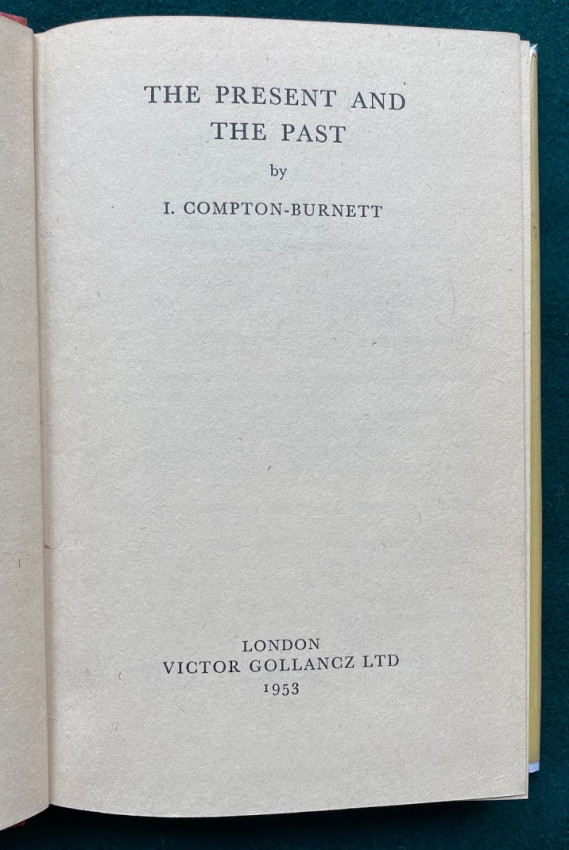 THE PRESENT AND
THE PAST
by
I. COMPTON-BURNETT
LONDON
VICTOR GOLLANCZ LTD
1953